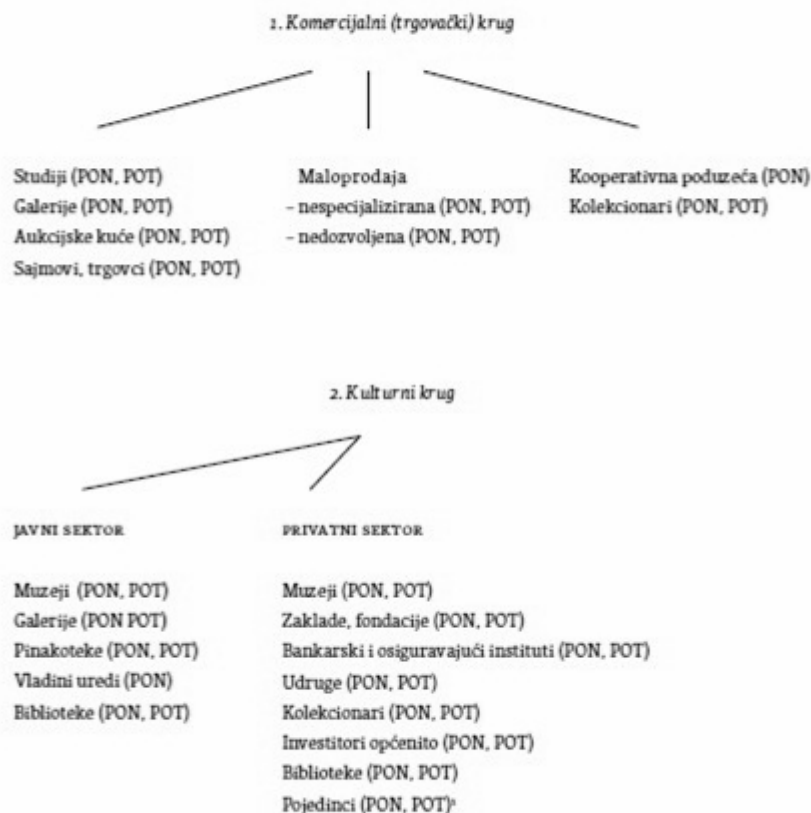 1. Komercijalni (trgovački) krug
Studiji (PON, POT)
Galerije (PON, POT)
Aukcijske kuće (PON, POT)
Sajmovi, trgovci (PON, POT)
Maloprodaja
– nespecijalizirana (PON, POT)
– nedozvoljena (PON, POT)
Kooperativna poduzeća (PON)
Kolekcionari (PON, POT)
2. Kulturni krug
JAVNI SEKTOR
Muzeji (PON, POT)
Galerije (PON POT)
Pinakoteke (PON, POT)
Vladini uredi (PON)
Biblioteke (PON, POT)
PRIVATNI SEKTOR
Muzeji (PON, POT)
Zaklade, fondacije (PON, POT)
Bankarski i osiguravajući instituti (PON, POT)
Udruge (PON, POT)
Kolekcionari (PON, POT)
Investitori općenito (PON, POT)
Biblioteke (PON, POT)
Pojedinci (PON, POT)